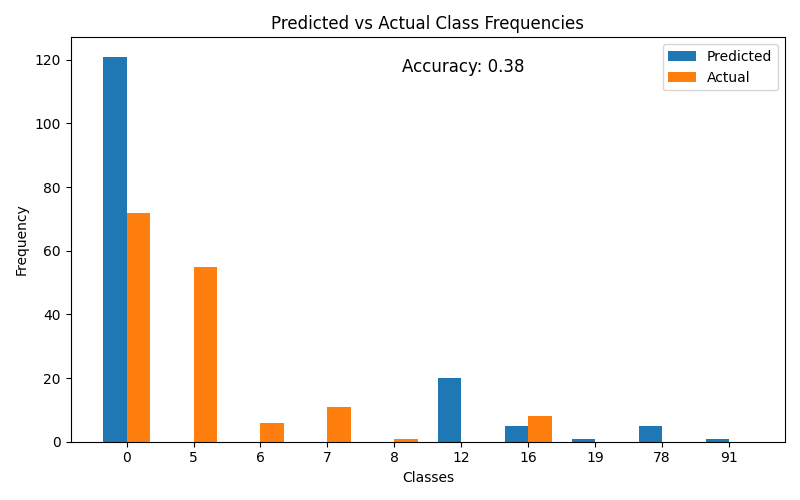 Predicted vs Actual Class Frequencies
Accuracy: 0.38
Predicted
Actual
Frequency
120
100
80
60
40
20
0
0 5 6 7 8 12 16 19 78 91
Classes